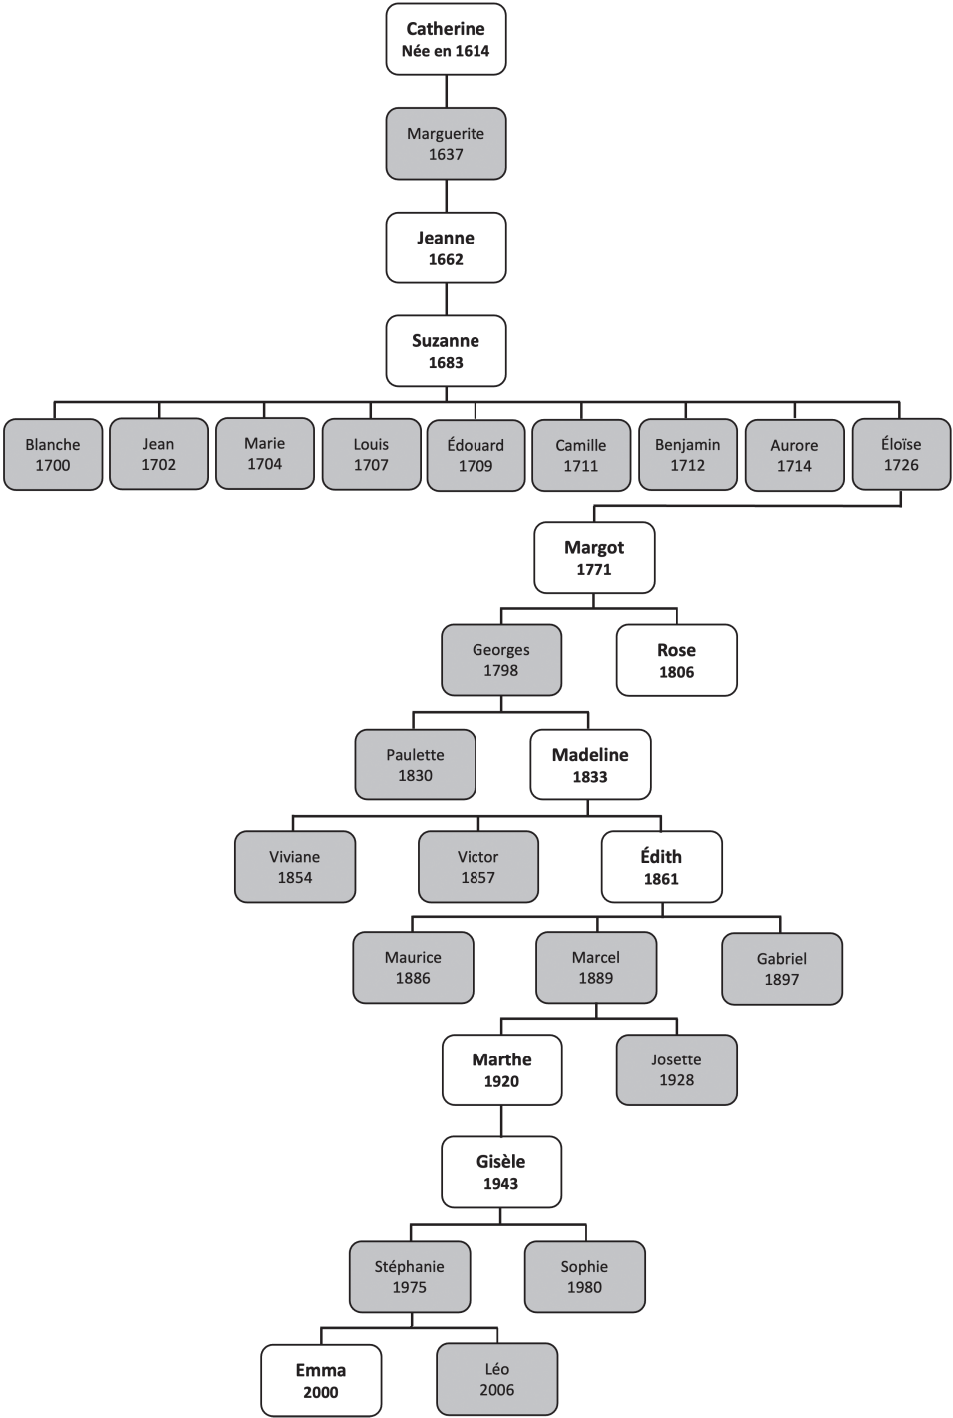 Catherine
Née en 1614
Marguerite
1637
Jeanne
1662
Suzanne
1683
Blanche
1700
Jean
1702
Marie
1704
Louis
1707
Édouard
1709
Camille
1711
Benjamin
1712
Aurore
1714
Éloïse
1726
Margot
1771
Georges
1798
Rose
1806
Paulette
1830
Madeline
1833
Viviane
1854
Victor
1857
Édith
1861
Maurice
1886
Marcel
1889
Gabriel
1897
Marthe
1920
Josette
1928
Gisèle
1943
Stéphanie
1975
Sophie
1980
Emma
2000
Léo
2006